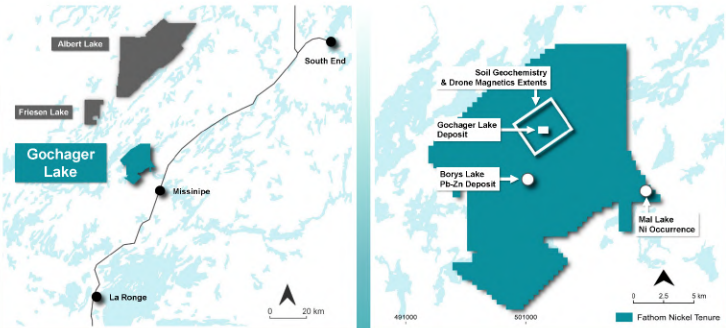 Albert Lake
South End
Friesen Lake
Gochager
Lake
Missinipe
La Ronge
0 20 km
Soil Geochemistry
& Drone Magnetics Extents
Gochager Lake
Deposit
Borys Lake
Pb-Zn Deposit
Mal Lake
Ni Occurrence
0 2,5 5 km
491000
501000
Fathom Nickel Tenure